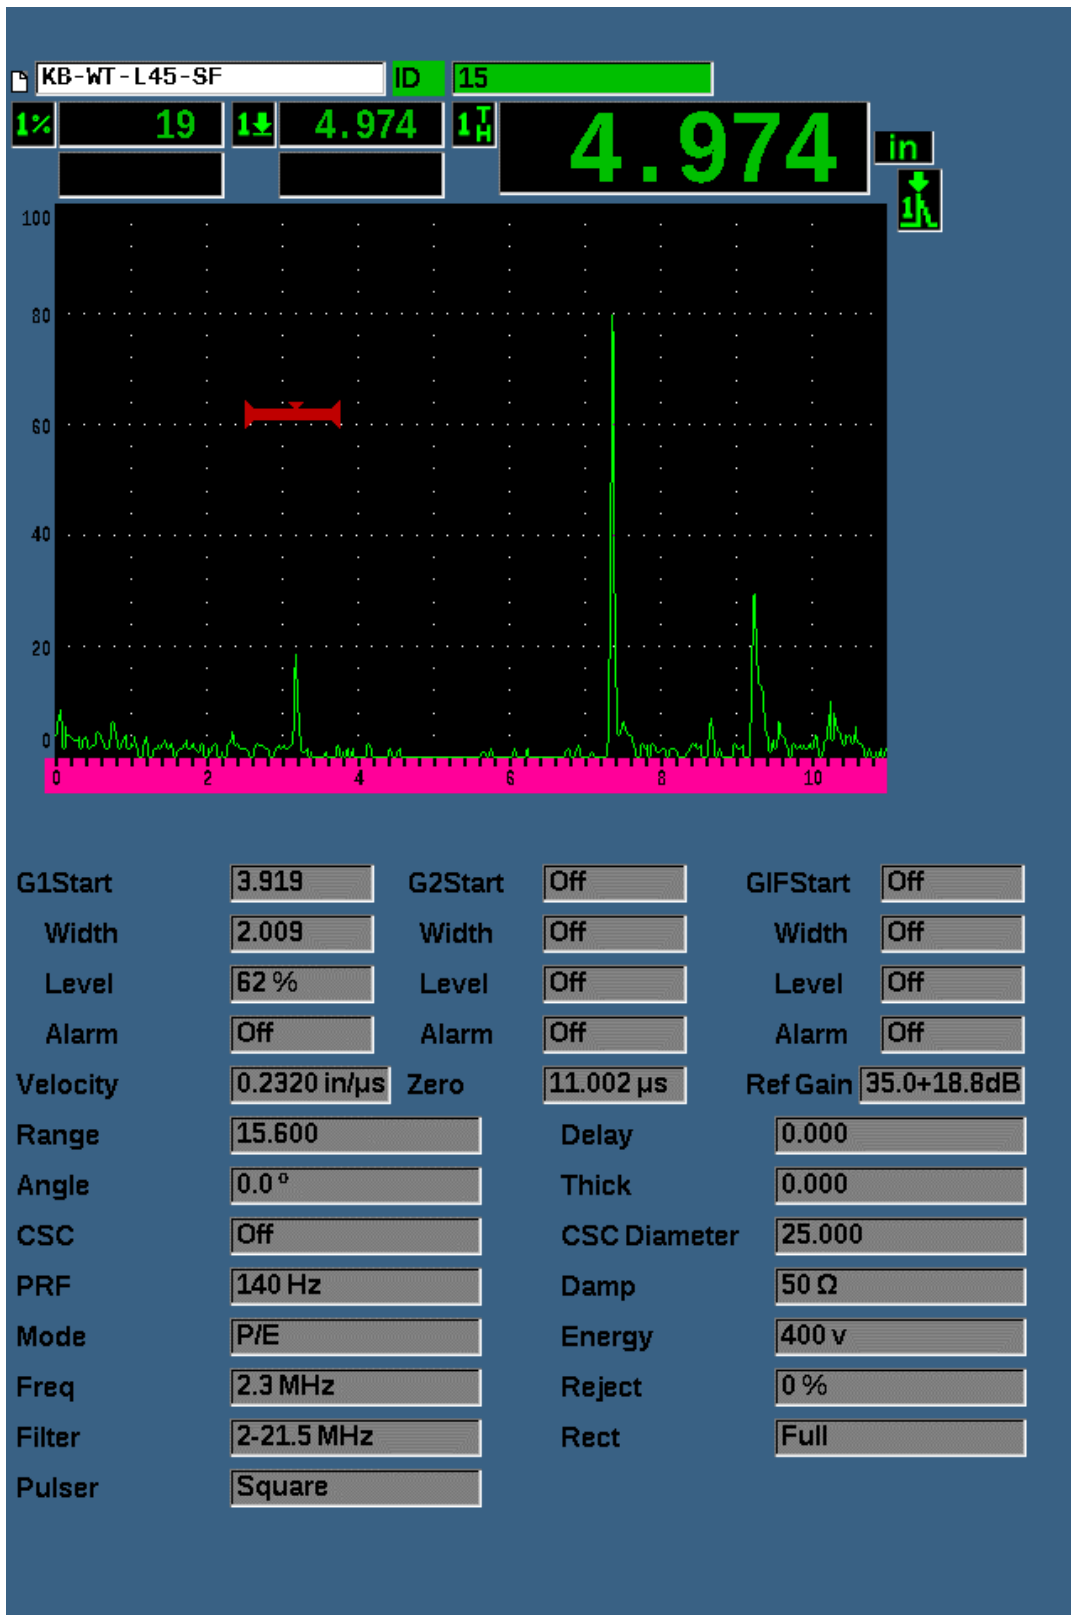 KB-WT-L45-SF ID 15
1% 19 1 4.974 1TH 4.974 in
1
100
80
60
40
20
0
0 2 4 6 8 10
G1Start 3.919 G2Start Off GIFStart Off
Width 2.009 Width Off Width Off
Level 62 % Level Off Level Off
Alarm Off Alarm Off Alarm Off
Velocity 0.2320 in/µs Zero 11.002 µs Ref Gain 35.0+18.8dB
Range 15.600 Delay 0.000
Angle 0.0 º Thick 0.000
CSC Off CSC Diameter 25.000
PRF 140 Hz Damp 50 Ω
Mode P/E Energy 400 v
Freq 2.3 MHz Reject 0 %
Filter 2-21.5 MHz Rect Full
Pulser Square